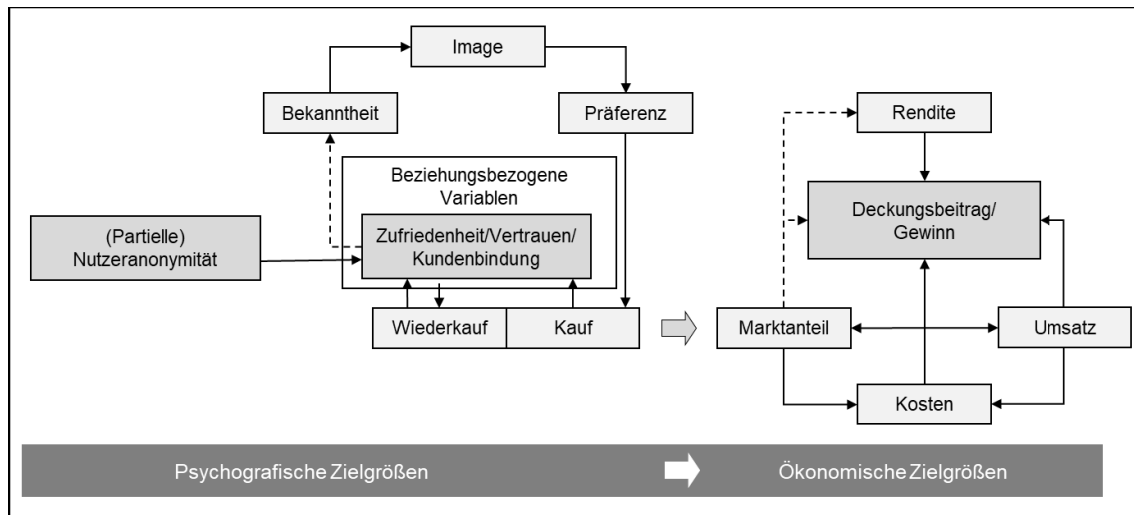 Image
Bekanntheit
Präferenz
Beziehungsbezogene
Variablen
(Partielle)
Nutzeranonymität
Zufriedenheit/Vertrauen/
Kundenbindung
Wiederkauf
Kauf
Rendite
Deckungsbeitrag/
Gewinn
Marktanteil
Umsatz
Kosten
Psychografische Zielgrößen
Ökonomische Zielgrößen